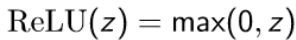 ReLU(z) = max(0, z)